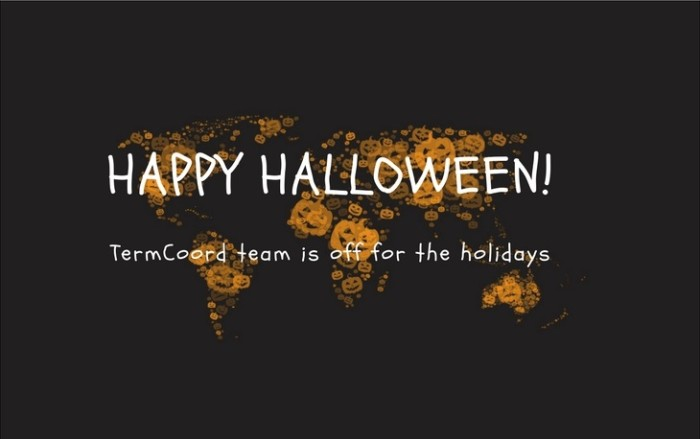 HAPPY HALLOWEEN!
TermCoord team is off for the holidays